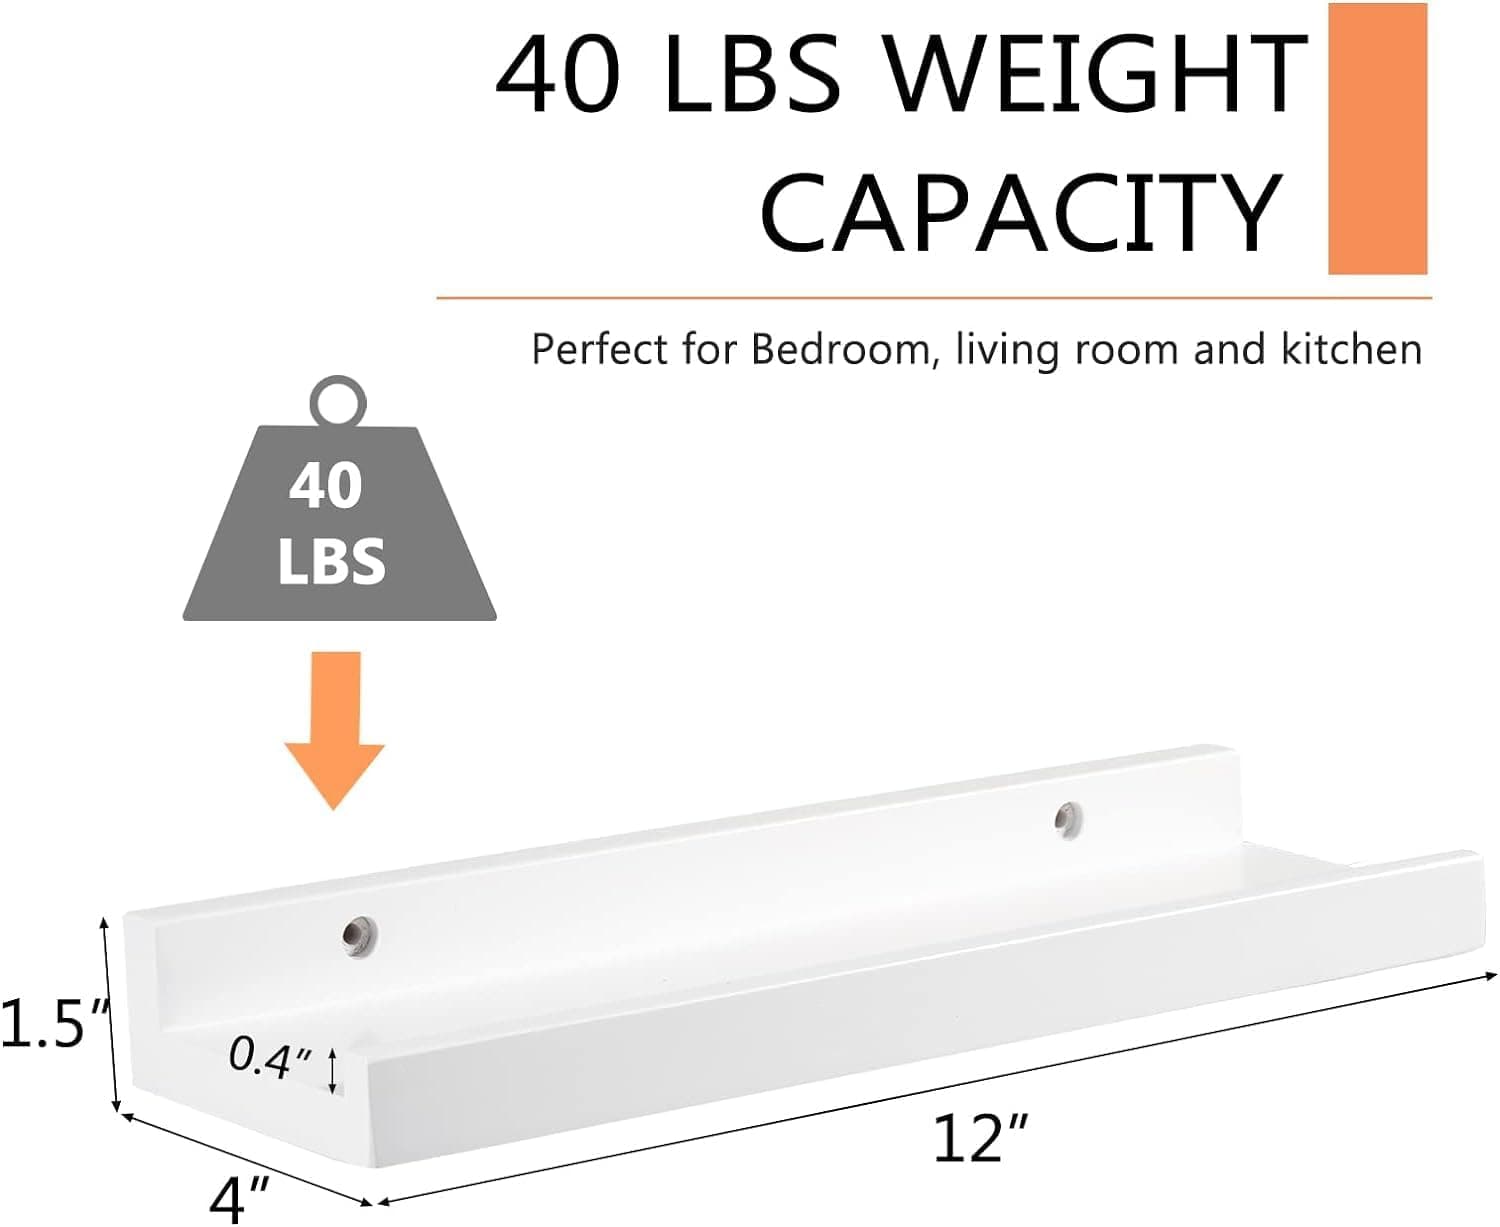 40 LBS WEIGHT
CAPACITY
Perfect for Bedroom, living room and kitchen
40
LBS
1.5"
0.4"
12"
4"